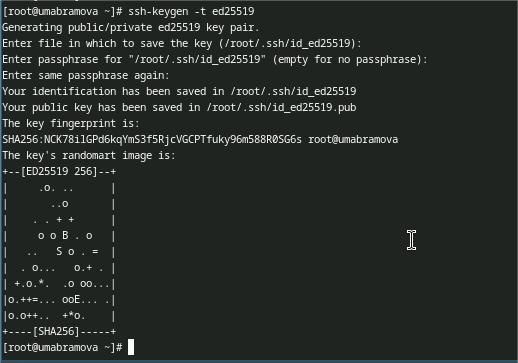 [root@umabramova ~]# ssh-keygen -t ed25519
Generating public/private ed25519 key pair.
Enter file in which to save the key (/root/.ssh/id_ed25519):
Enter passphrase for "/root/.ssh/id_ed25519" (empty for no passphrase):
Enter same passphrase again:
Your identification has been saved in /root/.ssh/id_ed25519
Your public key has been saved in /root/.ssh/id_ed25519.pub
The key fingerprint is:
SHA256:NCK78ilGPd6kqYmS3f5RjcVGCPTfuky96m588R0SG6s root@umabramova
The key's randomart image is:
+--[ED25519 256]--+
|     .o. ..      |
|       ..o       |
|    . . + +      |
|     o o B . o   |
|   ..   S o . =  |
|  . o...   o.+ . |
| +.o.*.  .o oo...|
|o.++=... ooE... .|
|o.o++..  +*o.    |
+----[SHA256]-----+
[root@umabramova ~]#